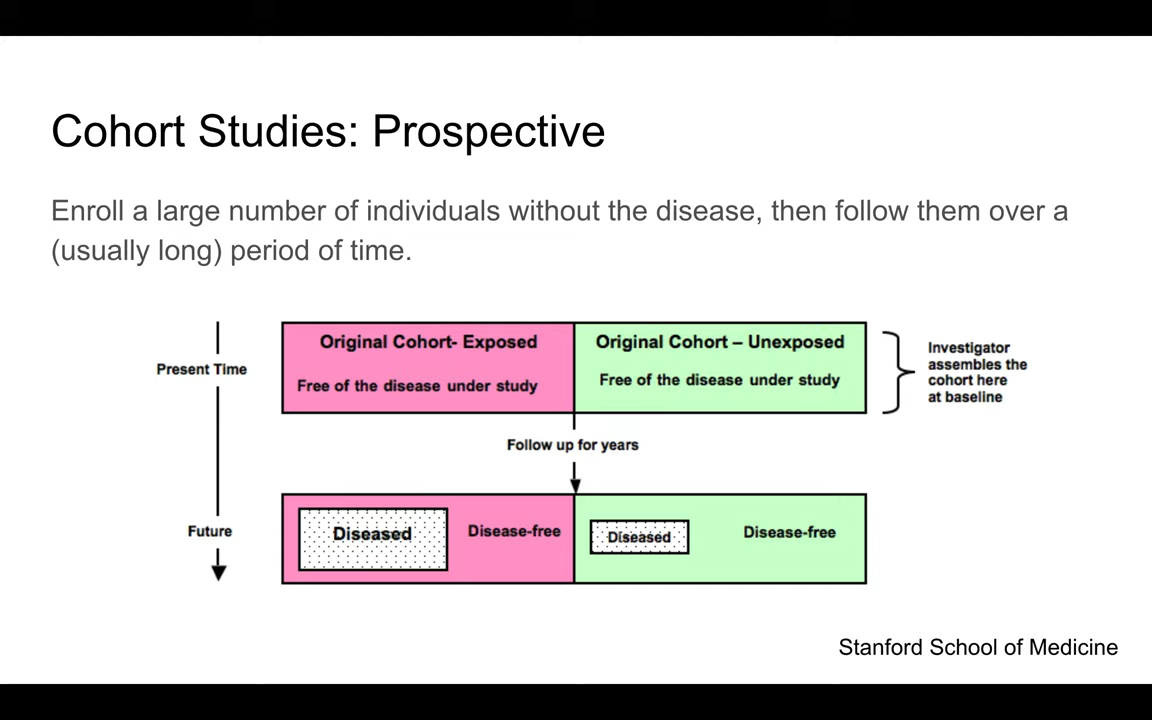 Cohort Studies: Prospective
Enroll a large number of individuals without the disease, then follow them over a
(usually long) period of time.
Present Time
Original Cohort- Exposed
Free of the disease under study
Original Cohort – Unexposed
Free of the disease under study
Investigator
assembles the
cohort here
at baseline
Follow up for years
Future
Diseased
Disease-free
Diseased
Disease-free
Stanford School of Medicine